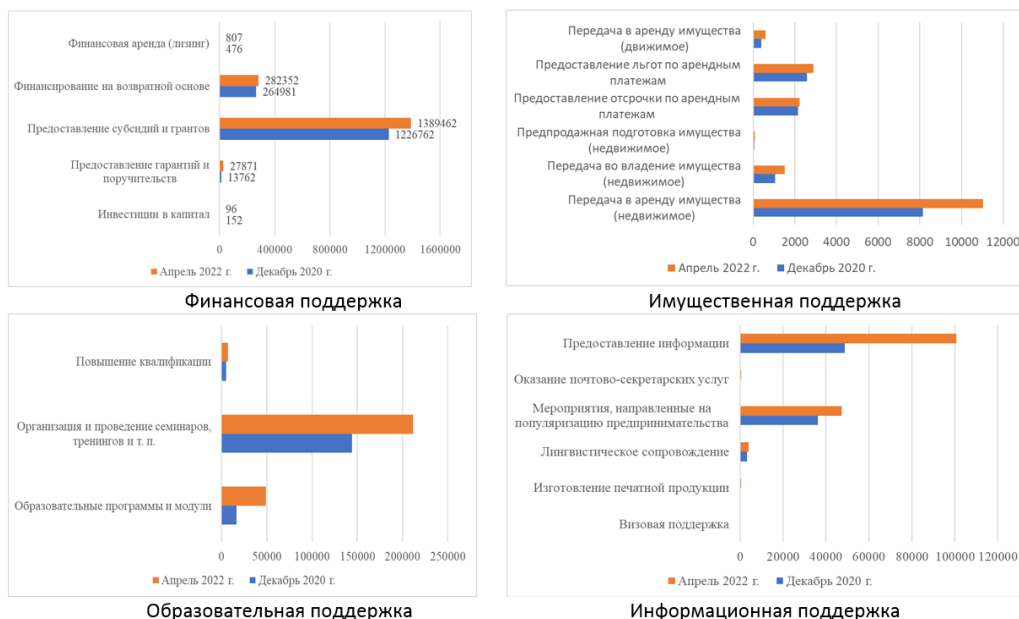 Финансовая аренда (лизинг)
807
476
Финансирование на возвратной основе
282352
264981
Предоставление субсидий и грантов
1389462
1226762
Предоставление гарантий и
поручительств
27871
13762
Инвестиции в капитал
96
152
0 400000 800000 1200000 1600000
Апрель 2022 г. Декабрь 2020 г.
Финансовая поддержка
Передача в аренду имущества
(движимое)
Предоставление льгот по арендным
платежам
Предоставление отсрочки по арендным
платежам
Предпродажная подготовка имущества
(недвижимое)
Передача во владение имущества
(недвижимое)
Передача в аренду имущества
(недвижимое)
0 2000 4000 6000 8000 10000 12000
Апрель 2022 г. Декабрь 2020 г.
Имущественная поддержка
Повышение квалификации
Организация и проведение семинаров,
тренингов и т. п.
Образовательные программы и модули
0 50000 100000 150000 200000 250000
Апрель 2022 г. Декабрь 2020 г.
Образовательная поддержка
Предоставление информации
Оказание почтово-секретарских услуг
Мероприятия, направленные на
популяризацию предпринимательства
Лингвистическое сопровождение
Изготовление печатной продукции
Визовая поддержка
0 20000 40000 60000 80000 100000 120000
Апрель 2022 г. Декабрь 2020 г.
Информационная поддержка